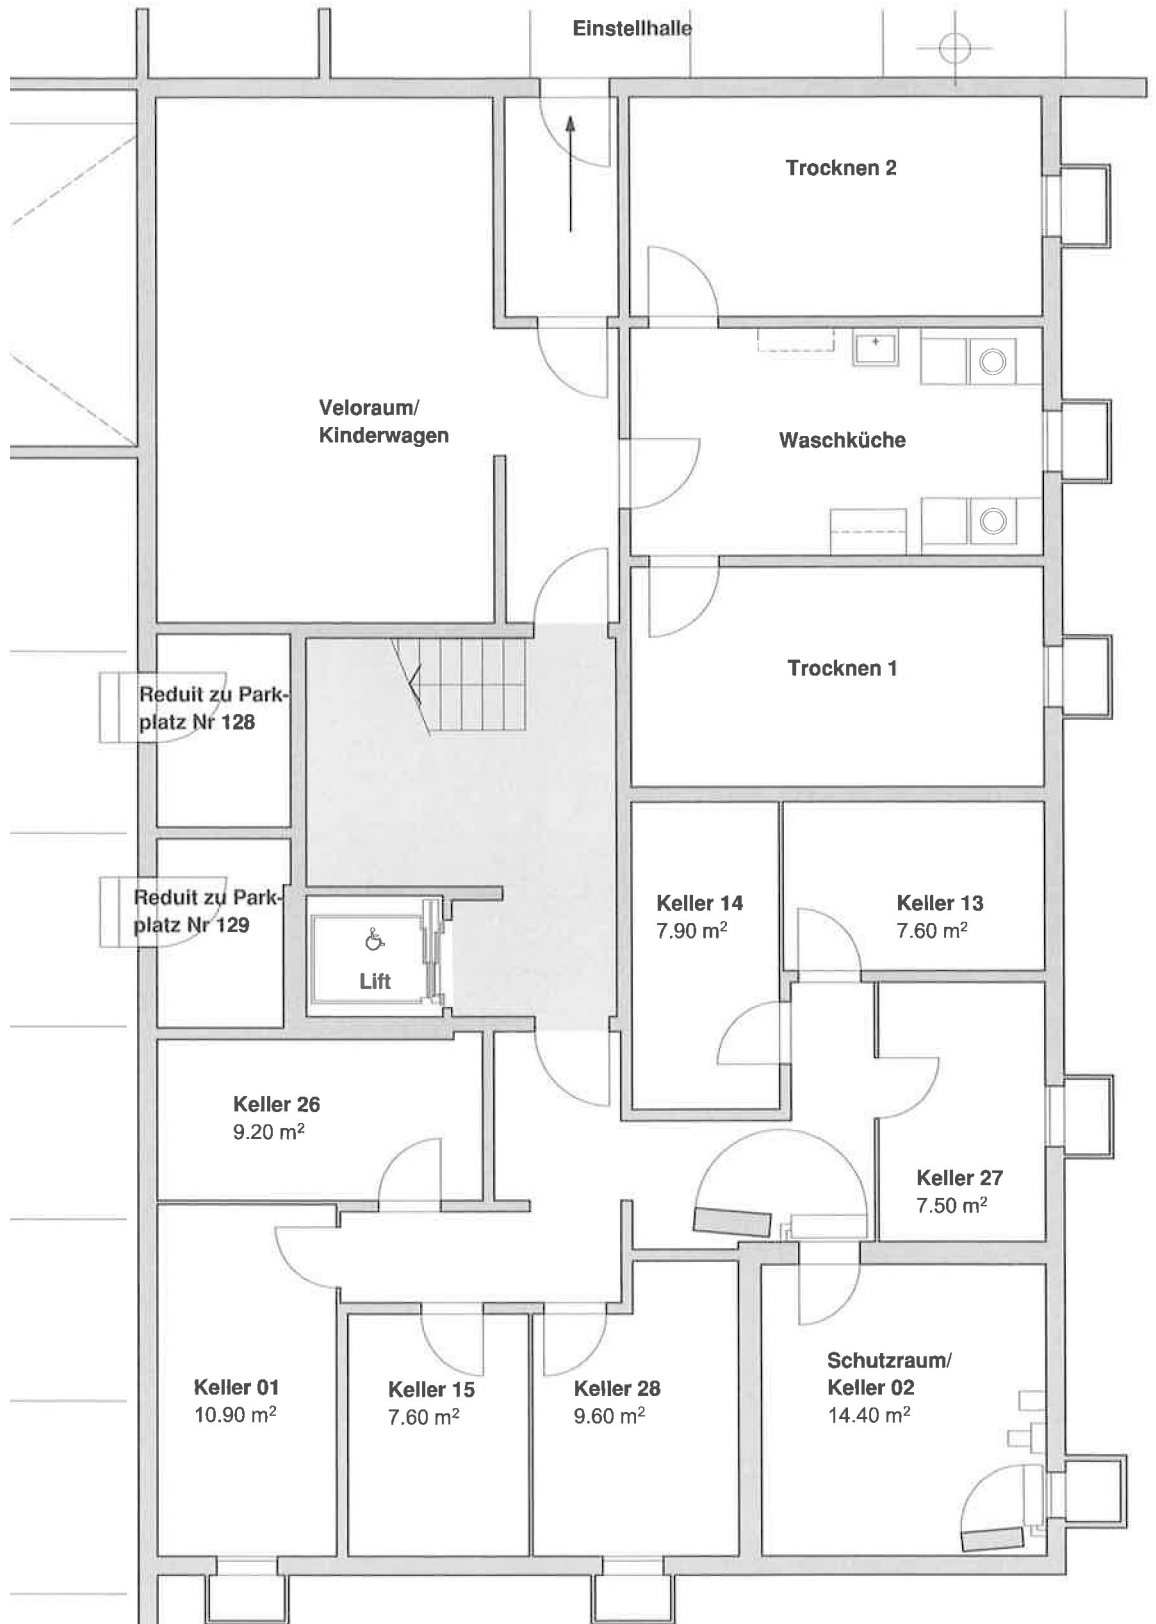 Einstellhalle
Trocknen 2
Veloraum/
Kinderwagen
Waschküche
Trocknen 1
Reduit zu Park-
platz Nr 128
Reduit zu Park-
platz Nr 129
Lift
Keller 14
7.90 m²
Keller 13
7.60 m²
Keller 26
9.20 m²
Keller 27
7.50 m²
Keller 01
10.90 m²
Keller 15
7.60 m²
Keller 28
9.60 m²
Schutzraum/
Keller 02
14.40 m²